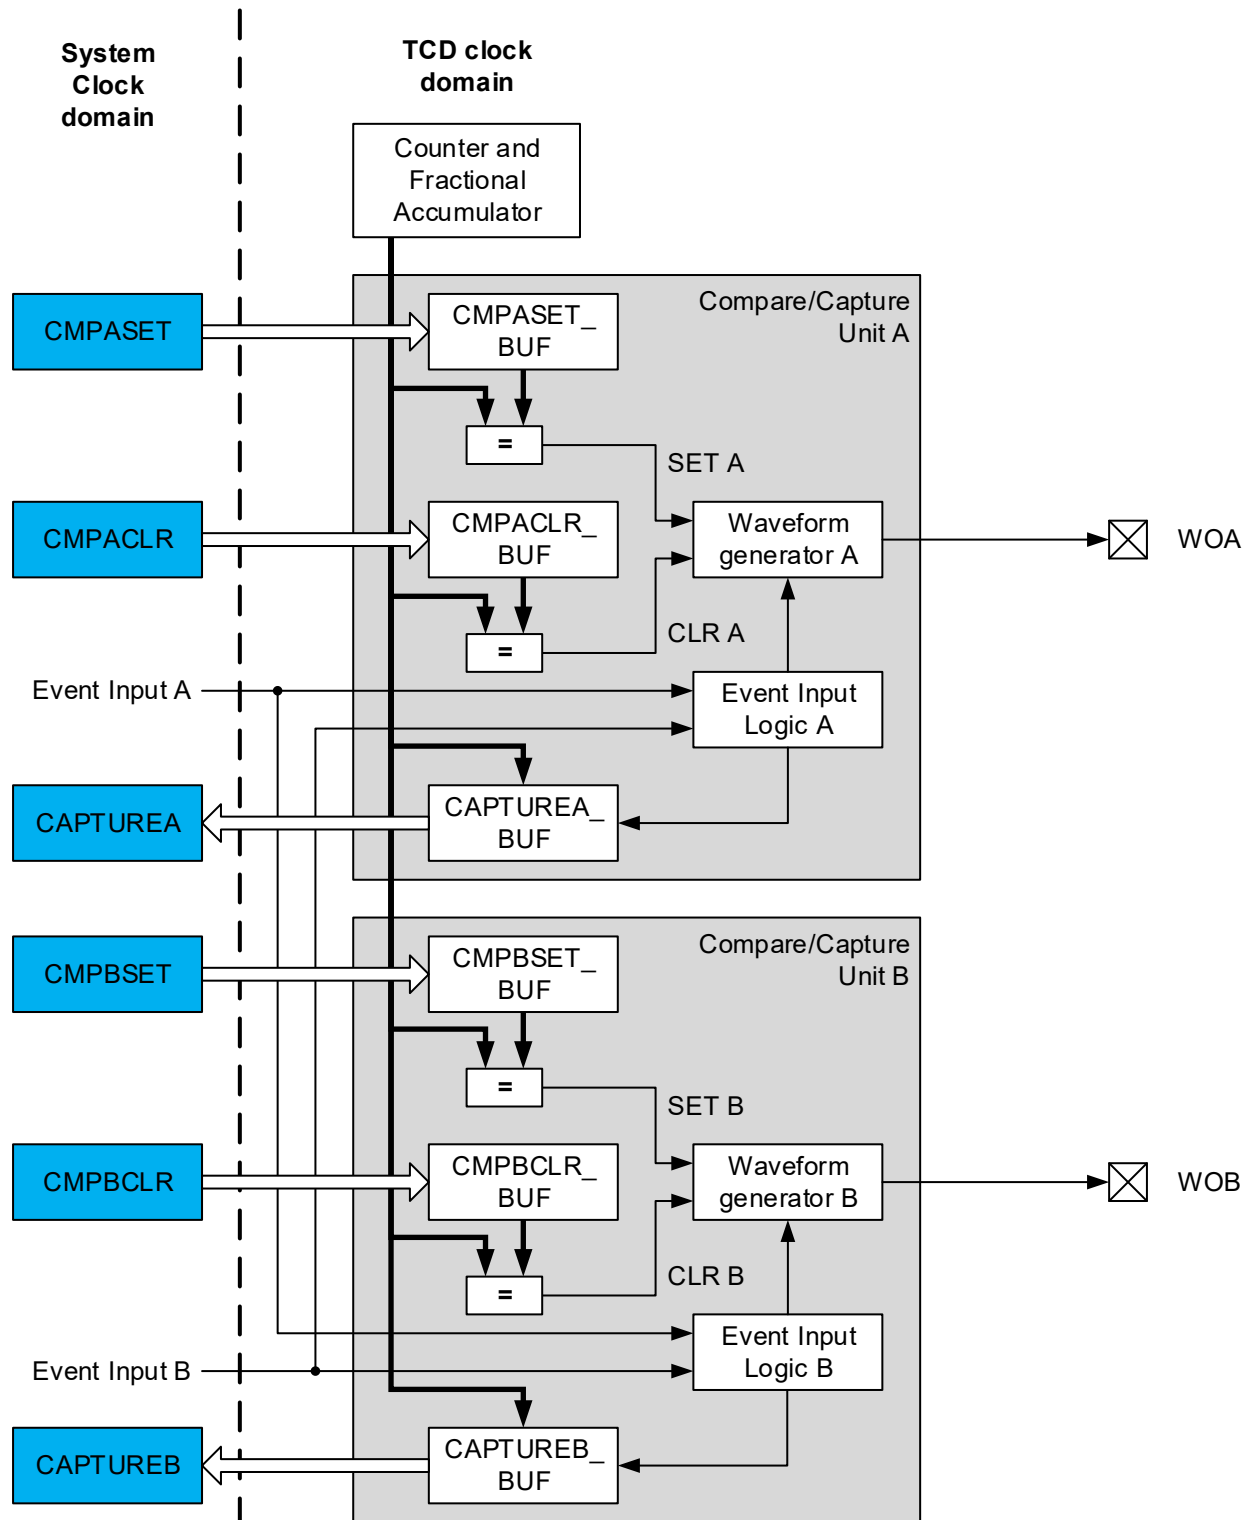 System
Clock
domain
TCD clock
domain
Counter and
Fractional
Accumulator
Compare/Capture
Unit A
CMPASET
CMPASET_
BUF
=
SET A
CMPACLR
CMPACLR_
BUF
Waveform
generator A
WOA
=
CLR A
Event Input A
Event Input
Logic A
CAPTUREA
CAPTUREA_
BUF
Compare/Capture
Unit B
CMPBSET
CMPBSET_
BUF
=
SET B
CMPBCLR
CMPBCLR_
BUF
Waveform
generator B
WOB
=
CLR B
Event Input B
Event Input
Logic B
CAPTUREB
CAPTUREB_
BUF